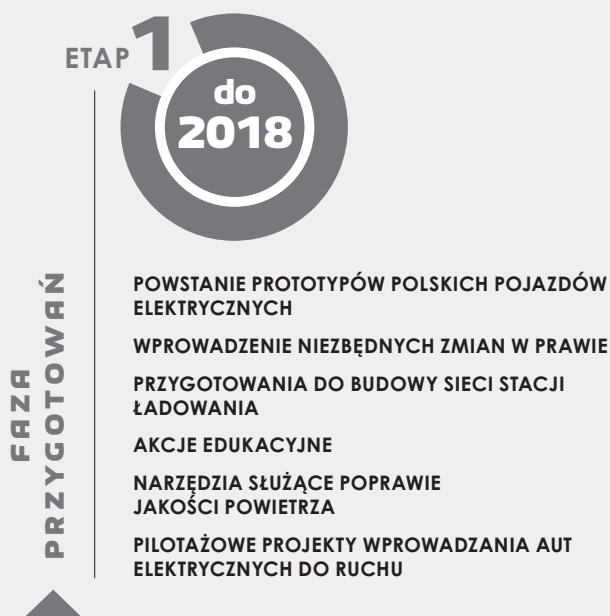 ETAP 1
do
2018
FAZA
PRZYGOTOWAŃ
POWSTANIE PROTOTYPÓW POLSKICH POJAZDÓW
ELEKTRYCZNYCH
WPROWADZENIE NIEZBĘDNYCH ZMIAN W PRAWIE
PRZYGOTOWANIA DO BUDOWY SIECI STACJI
ŁADOWANIA
AKCJE EDUKACYJNE
NARZĘDZIA SŁUŻĄCE POPRAWIE
JAKOŚCI POWIETRZA
PILOTAŻOWE PROJEKTY WPROWADZANIA AUT
ELEKTRYCZNYCH DO RUCHU